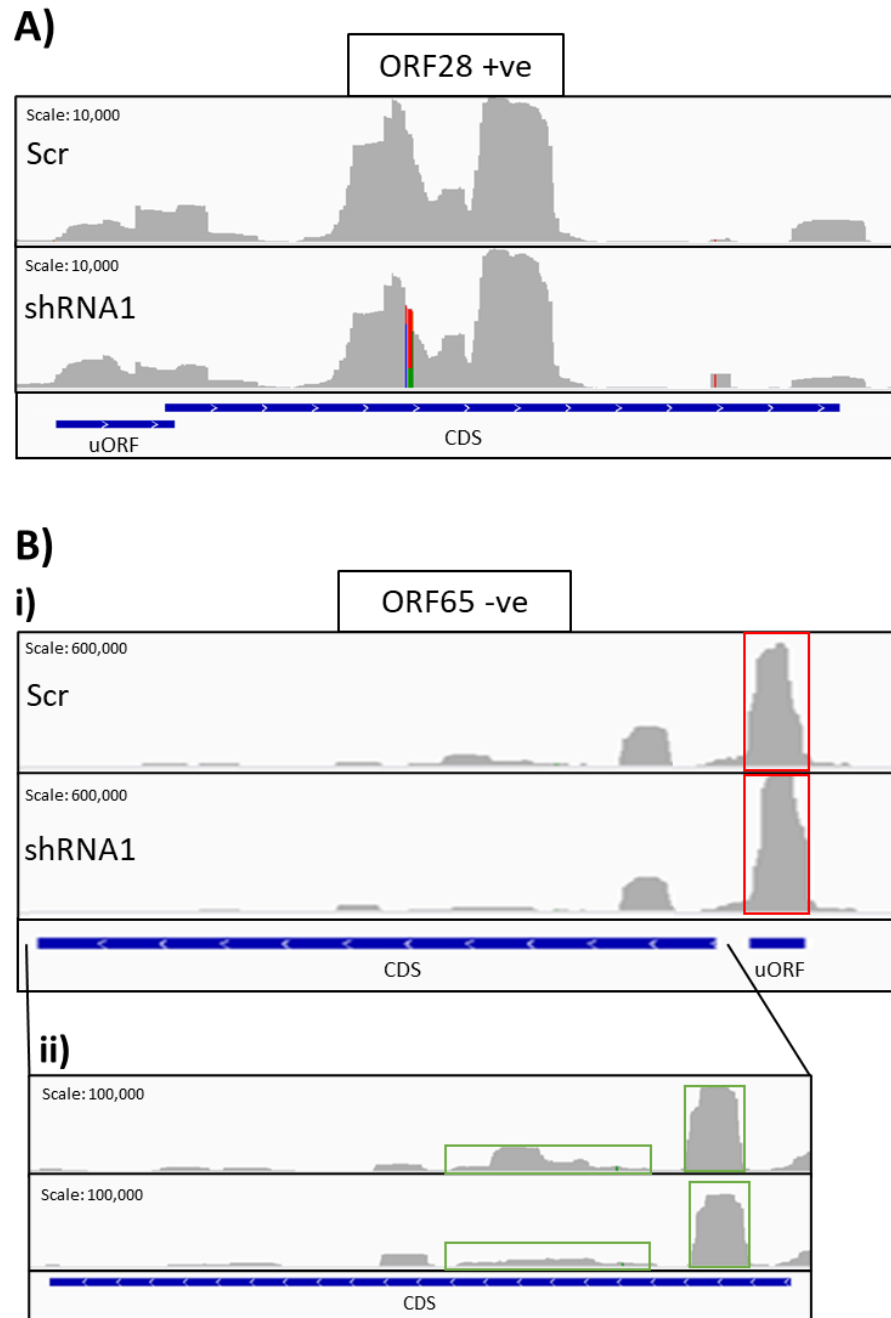 A)
ORF28 +ve
Scale: 10,000
Scr
Scale: 10,000
shRNA1
CDS
uORF
B)
i)
ORF65 -ve
Scale: 600,000
Scr
Scale: 600,000
shRNA1
CDS
uORF
ii)
Scale: 100,000
Scale: 100,000
CDS